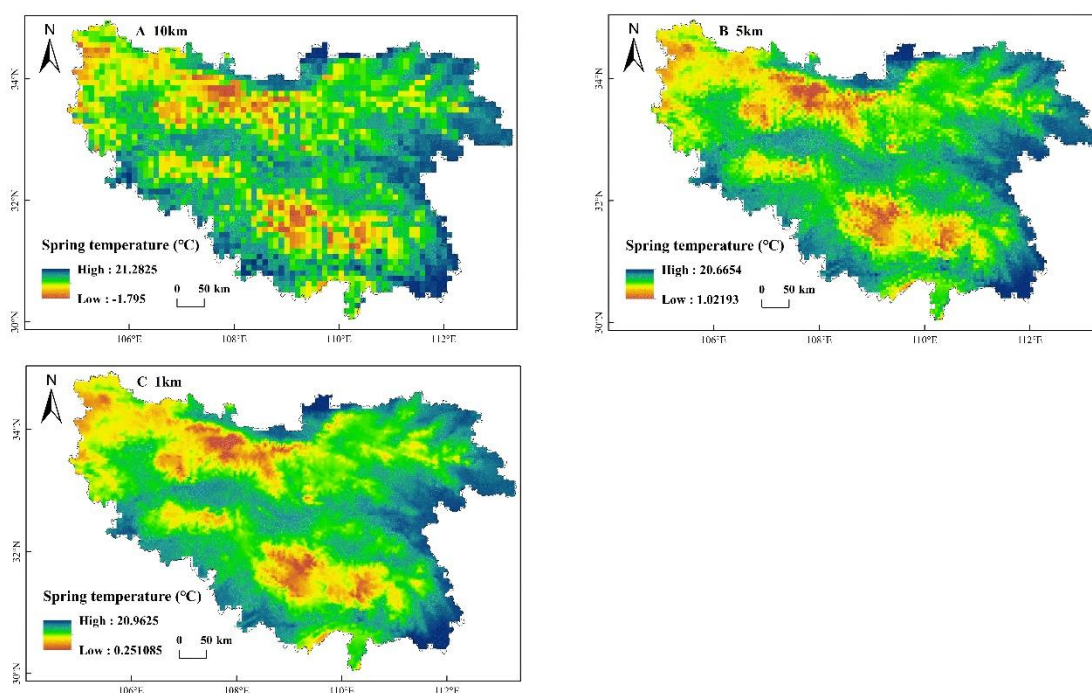 N
A 10km
34°N
32°N
30°N
Spring temperature (℃)
High : 21.2825
Low : -1.795
0 50 km
106°E
108°E
110°E
112°E
N
B 5km
34°N
32°N
30°N
Spring temperature (℃)
High : 20.6654
Low : 1.02193
0 50 km
106°E
108°E
110°E
112°E
N
C 1km
34°N
32°N
30°N
Spring temperature (℃)
High : 20.9625
Low : 0.251085
0 50 km
106°E
108°E
110°E
112°E